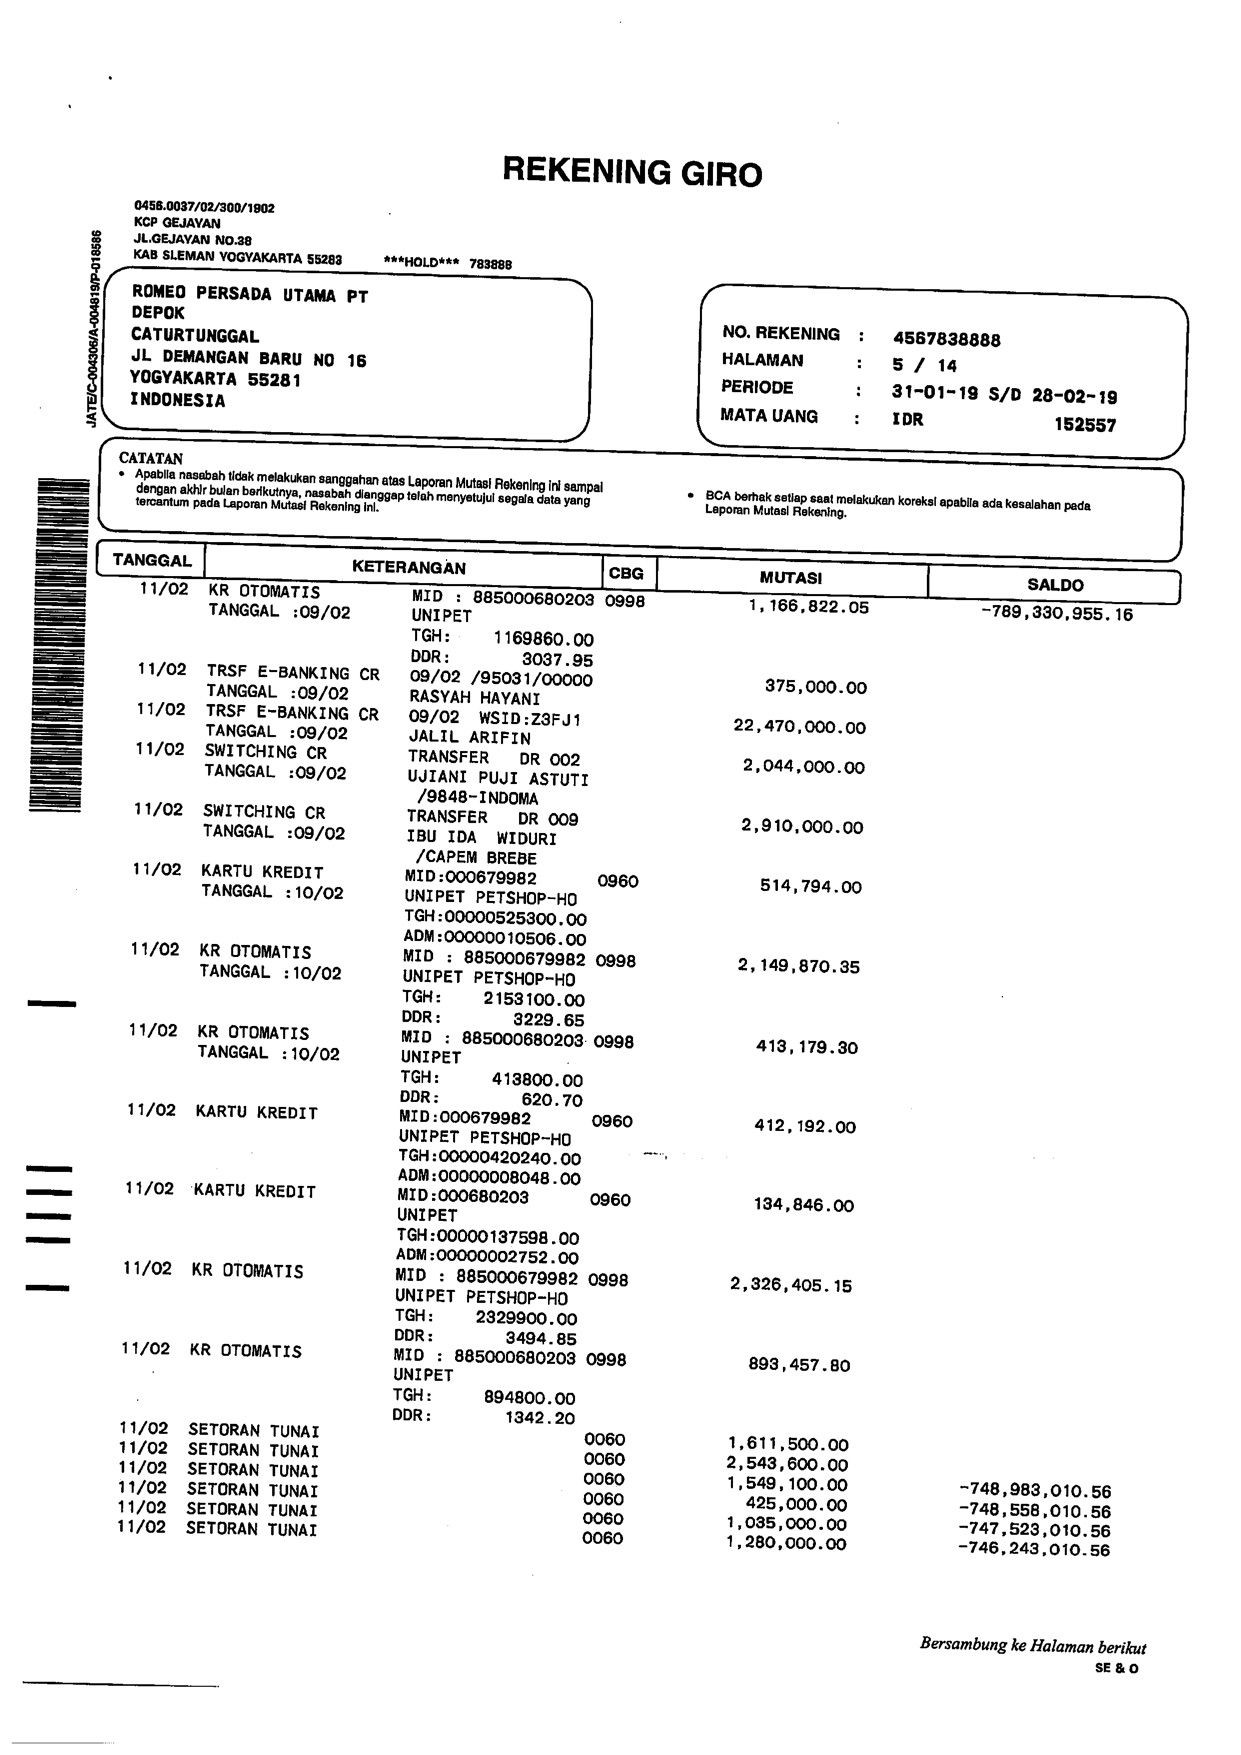 REKENING GIRO
0456.0037/02/300/1902
KCP GEJAYAN
JL.GEJAYAN NO.38
KAB SLEMAN YOGYAKARTA 55283 ***HOLD*** 783888
JATE/C-004306/A-004819/P-018586
ROMEO PERSADA UTAMA PT
DEPOK
CATURTUNGGAL
JL DEMANGAN BARU NO 16
YOGYAKARTA 55281
INDONESIA
NO. REKENING : 4567838888
HALAMAN : 5 / 14
PERIODE : 31-01-19 S/D 28-02-19
MATA UANG : IDR 152557
CATATAN
• Apabila nasabah tidak melakukan sanggahan atas Laporan Mutasi Rekening ini sampai
dengan akhir bulan berikutnya, nasabah dianggap telah menyetujui segala data yang
tercantum pada Laporan Mutasi Rekening ini.
• BCA berhak setiap saat melakukan koreksi apabila ada kesalahan pada
Laporan Mutasi Rekening.
TANGGAL KETERANGAN CBG MUTASI SALDO
11/02 KR OTOMATIS MID : 885000680203 0998 1,166,822.05 -789,330,955.16
TANGGAL :09/02 UNIPET
TGH: 1169860.00
DDR: 3037.95
11/02 TRSF E-BANKING CR 09/02 /95031/00000 375,000.00
TANGGAL :09/02 RASYAH HAYANI
11/02 TRSF E-BANKING CR 09/02 WSID:Z3FJ1 22,470,000.00
TANGGAL :09/02 JALIL ARIFIN
11/02 SWITCHING CR TRANSFER DR 002 2,044,000.00
TANGGAL :09/02 UJIANI PUJI ASTUTI
/9848-INDOMA
11/02 SWITCHING CR TRANSFER DR 009 2,910,000.00
TANGGAL :09/02 IBU IDA WIDURI
/CAPEM BREBE
11/02 KARTU KREDIT MID:000679982 0960 514,794.00
TANGGAL :10/02 UNIPET PETSHOP-HO
TGH:00000525300.00
ADM:00000010506.00
11/02 KR OTOMATIS MID : 885000679982 0998 2,149,870.35
TANGGAL :10/02 UNIPET PETSHOP-HO
TGH: 2153100.00
DDR: 3229.65
11/02 KR OTOMATIS MID : 885000680203 0998 413,179.30
TANGGAL :10/02 UNIPET
TGH: 413800.00
DDR: 620.70
11/02 KARTU KREDIT MID:000679982 0960 412,192.00
UNIPET PETSHOP-HO
TGH:00000420240.00
ADM:00000008048.00
11/02 KARTU KREDIT MID:000680203 0960 134,846.00
UNIPET
TGH:00000137598.00
ADM:00000002752.00
11/02 KR OTOMATIS MID : 885000679982 0998 2,326,405.15
UNIPET PETSHOP-HO
TGH: 2329900.00
DDR: 3494.85
11/02 KR OTOMATIS MID : 885000680203 0998 893,457.80
UNIPET
TGH: 894800.00
DDR: 1342.20
11/02 SETORAN TUNAI 0060 1,611,500.00
11/02 SETORAN TUNAI 0060 2,543,600.00
11/02 SETORAN TUNAI 0060 1,549,100.00 -748,983,010.56
11/02 SETORAN TUNAI 0060 425,000.00 -748,558,010.56
11/02 SETORAN TUNAI 0060 1,035,000.00 -747,523,010.56
11/02 SETORAN TUNAI 0060 1,280,000.00 -746,243,010.56
Bersambung ke Halaman berikut
SE & O